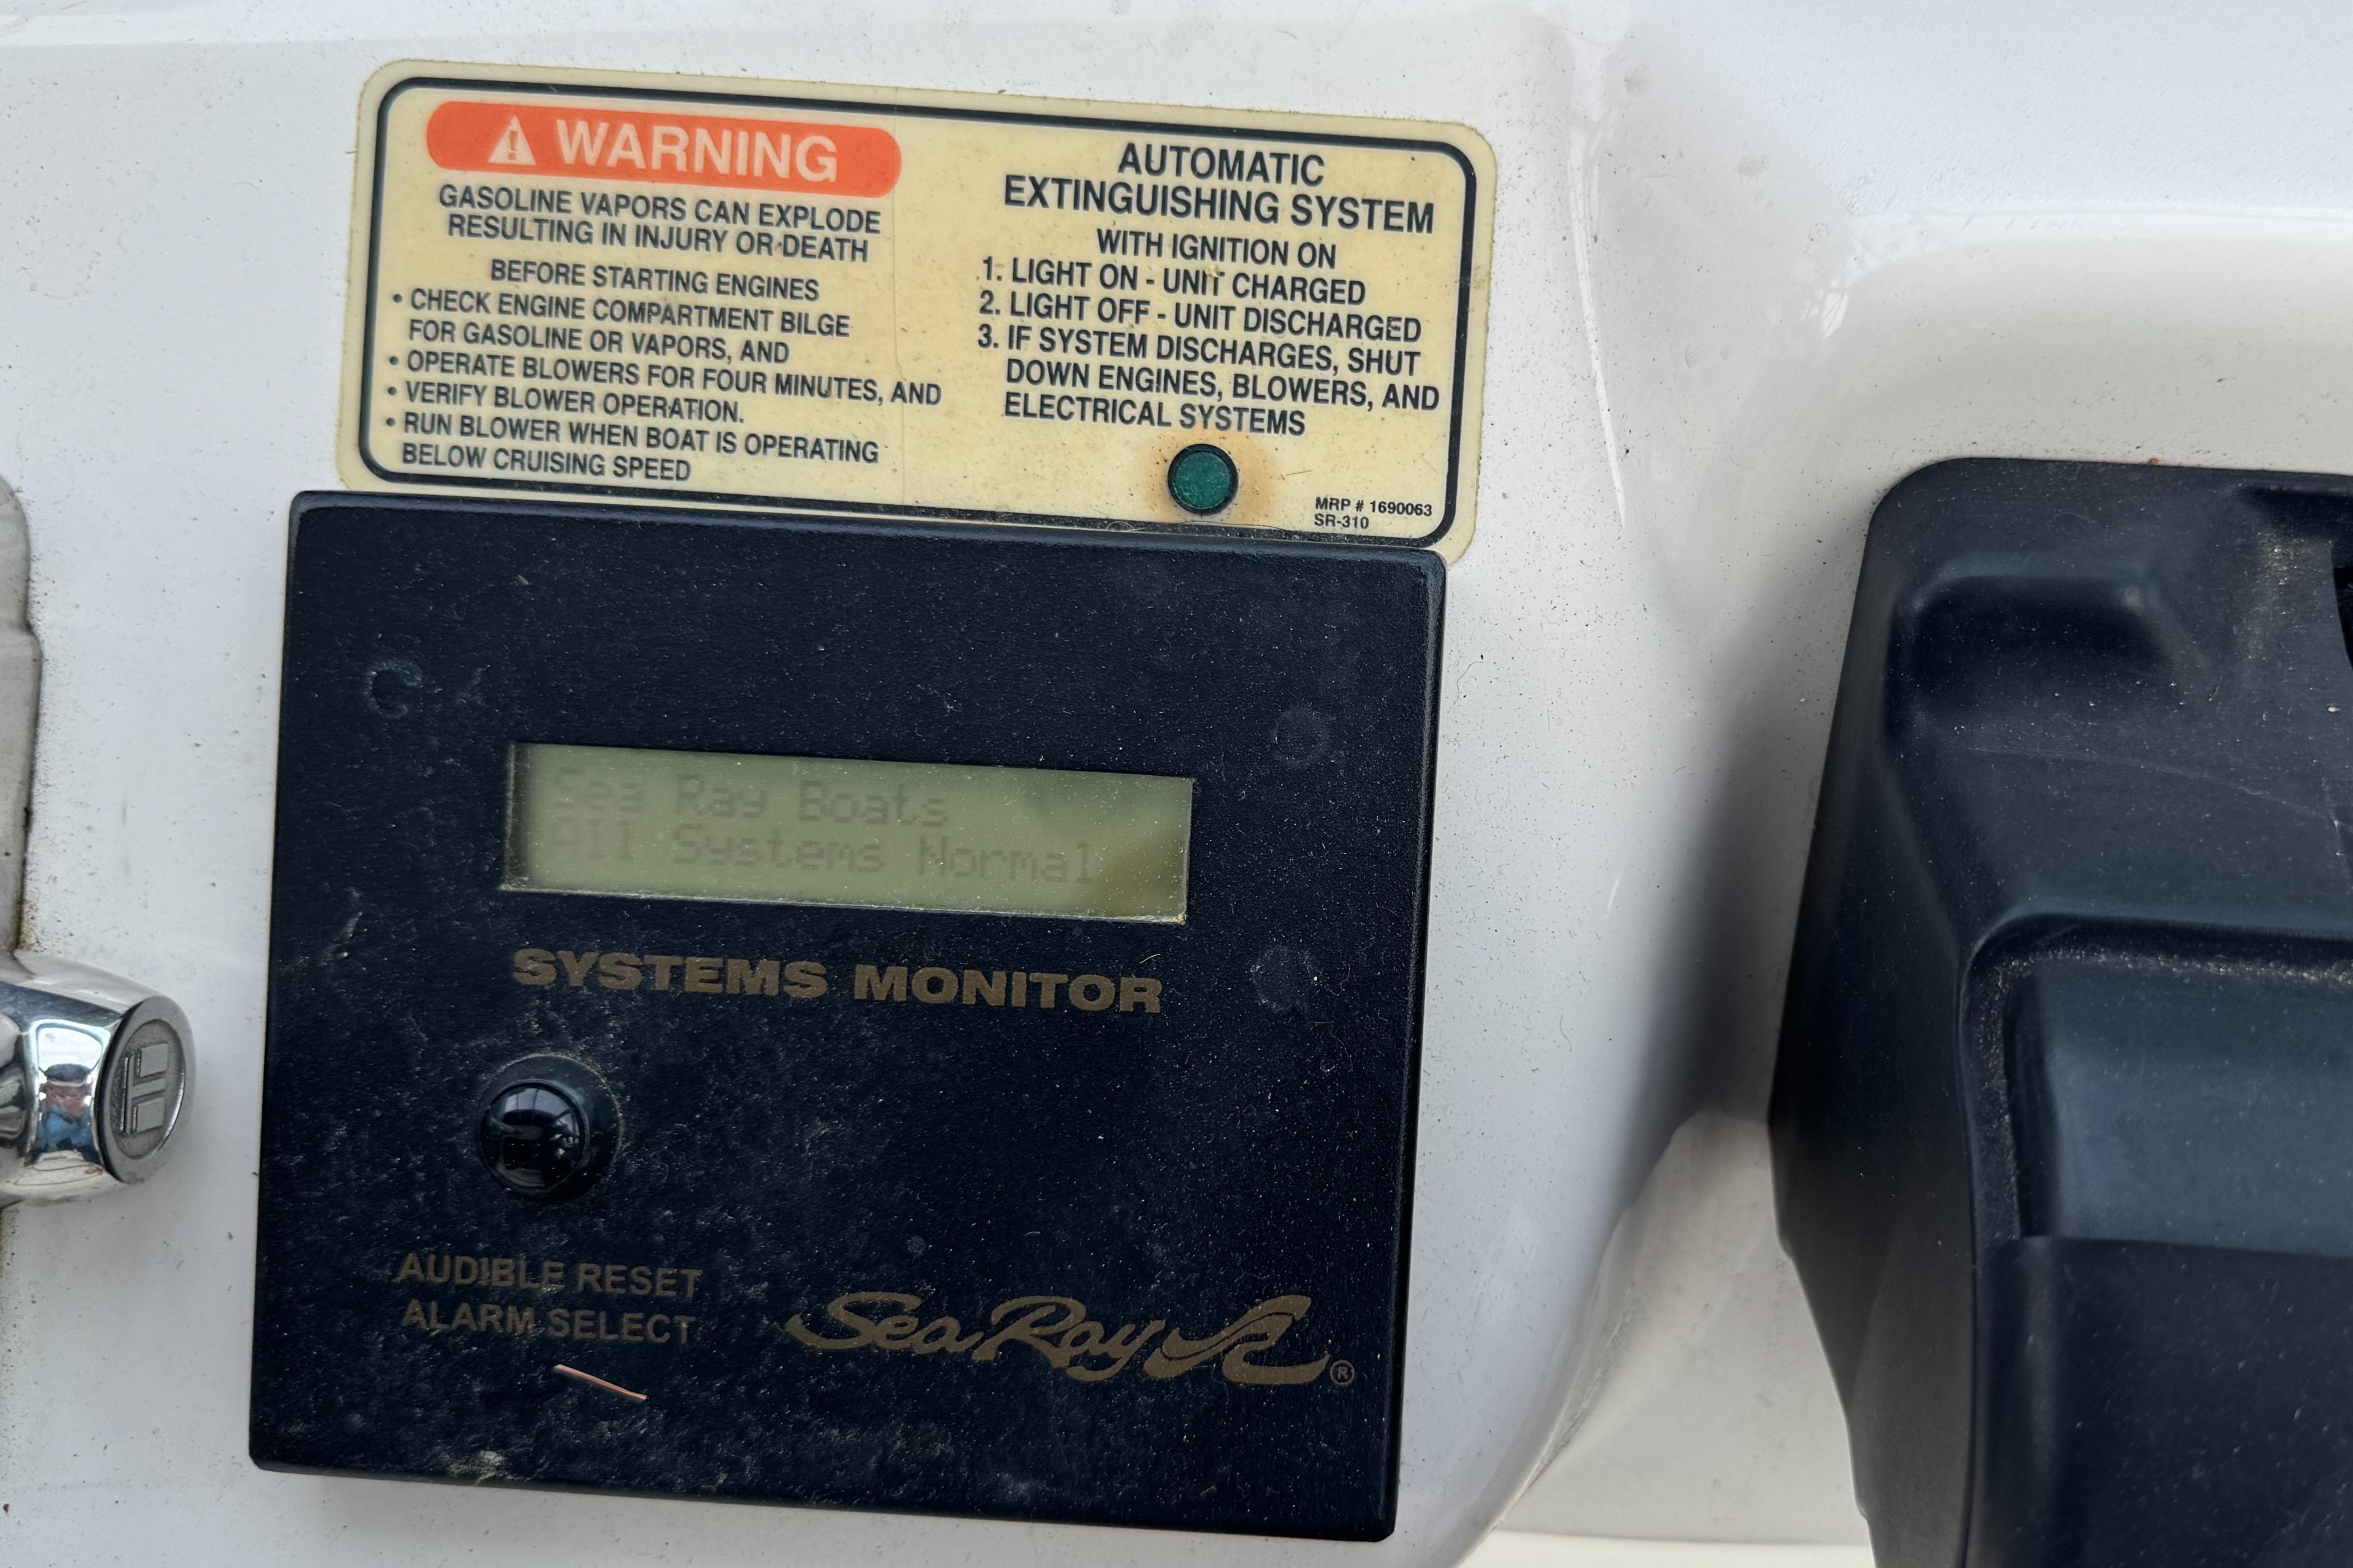 WARNING
GASOLINE VAPORS CAN EXPLODE
RESULTING IN INJURY OR DEATH
BEFORE STARTING ENGINES
• CHECK ENGINE COMPARTMENT BILGE
FOR GASOLINE OR VAPORS, AND
• OPERATE BLOWERS FOR FOUR MINUTES, AND
• VERIFY BLOWER OPERATION.
• RUN BLOWER WHEN BOAT IS OPERATING
BELOW CRUISING SPEED
AUTOMATIC
EXTINGUISHING SYSTEM
WITH IGNITION ON
1. LIGHT ON - UNIT CHARGED
2. LIGHT OFF - UNIT DISCHARGED
3. IF SYSTEM DISCHARGES, SHUT
DOWN ENGINES, BLOWERS, AND
ELECTRICAL SYSTEMS
MRP # 1690063
SR-310
Sea Ray Boats
All Systems Normal
SYSTEMS MONITOR
AUDIBLE RESET
ALARM SELECT
Sea Ray ®